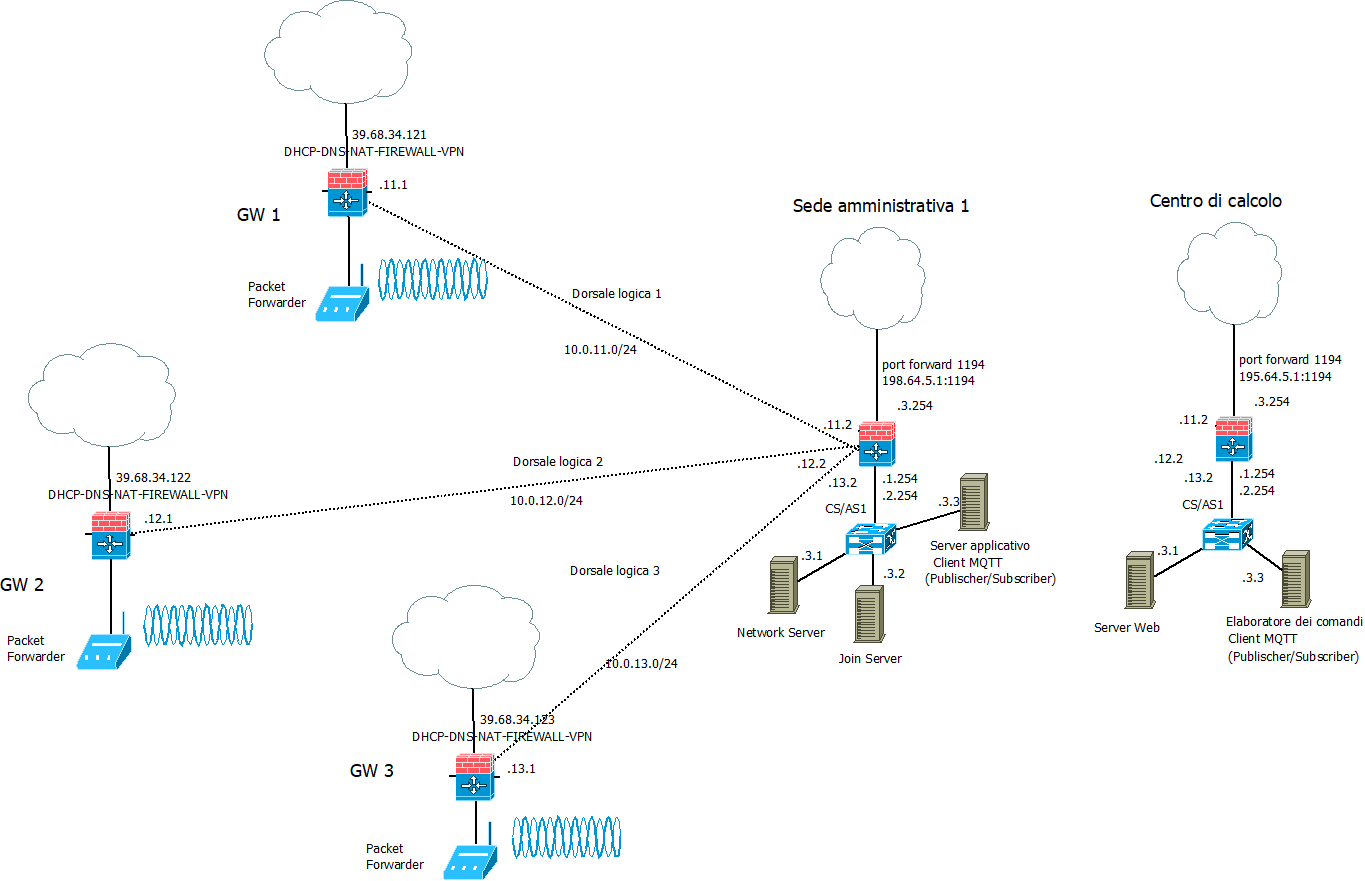 39.68.34.121
DHCP-DNS-NAT-FIREWALL-VPN
.11.1
GW 1
Packet
Forwarder
Dorsale logica 1
10.0.11.0/24
39.68.34.122
DHCP-DNS-NAT-FIREWALL-VPN
.12.1
GW 2
Packet
Forwarder
Dorsale logica 2
10.0.12.0/24
39.68.34.123
DHCP-DNS-NAT-FIREWALL-VPN
.13.1
GW 3
Packet
Forwarder
Dorsale logica 3
10.0.13.0/24
Sede amministrativa 1
port forward 1194
198.64.5.1:1194
.3.254
.11.2
.12.2
.13.2
.1.254
.2.254
CS/AS1
.3.3
.3.1
.3.2
Server applicativo
Client MQTT
(Publischer/Subscriber)
Network Server
Join Server
Centro di calcolo
port forward 1194
195.64.5.1:1194
.3.254
.11.2
.12.2
.13.2
.1.254
.2.254
CS/AS1
.3.1
.3.3
Server Web
Elaboratore dei comandi
Client MQTT
(Publischer/Subscriber)